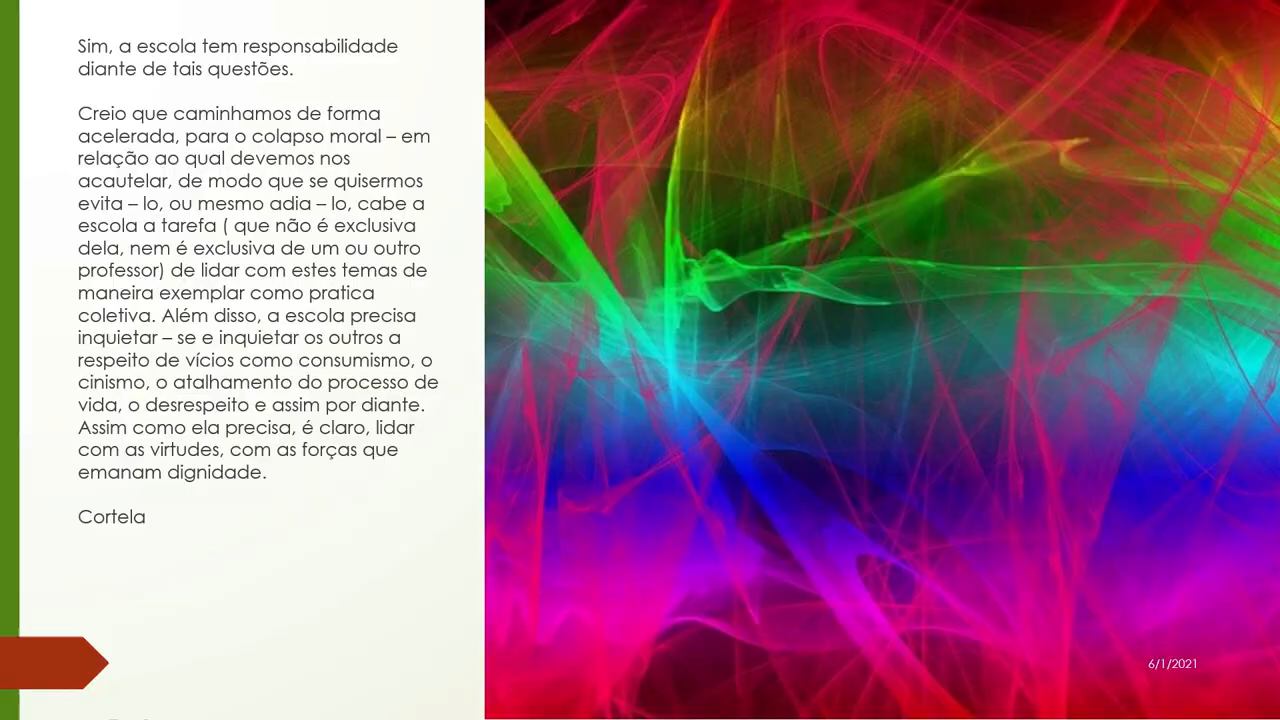 Sim, a escola tem responsabilidade
diante de tais questões.
Creio que caminhamos de forma
acelerada, para o colapso moral – em
relação ao qual devemos nos
acautelar, de modo que se quisermos
evita – lo, ou mesmo adia – lo, cabe a
escola a tarefa ( que não é exclusiva
dela, nem é exclusiva de um ou outro
professor) de lidar com estes temas de
maneira exemplar como pratica
coletiva. Além disso, a escola precisa
inquietar – se e inquietar os outros a
respeito de vícios como consumismo, o
cinismo, o atalhamento do processo de
vida, o desrespeito e assim por diante.
Assim como ela precisa, é claro, lidar
com as virtudes, com as forças que
emanam dignidade.
Cortela
6/1/2021